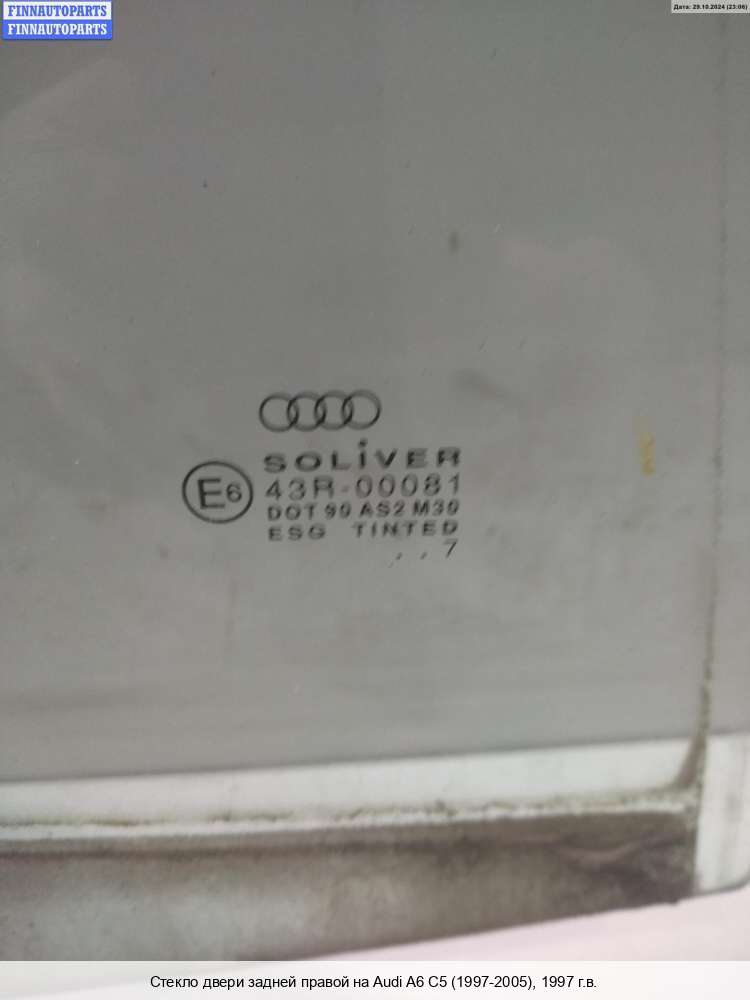 FINNAUTOPARTS
FINNAUTOPARTS
Дата: 29.10.2024 (23:06)
SOLiVER
E6
43R-00081
DOT 90 AS2 M30
ESG TINTED
. . 7
Стекло двери задней правой на Audi A6 C5 (1997-2005), 1997 г.в.